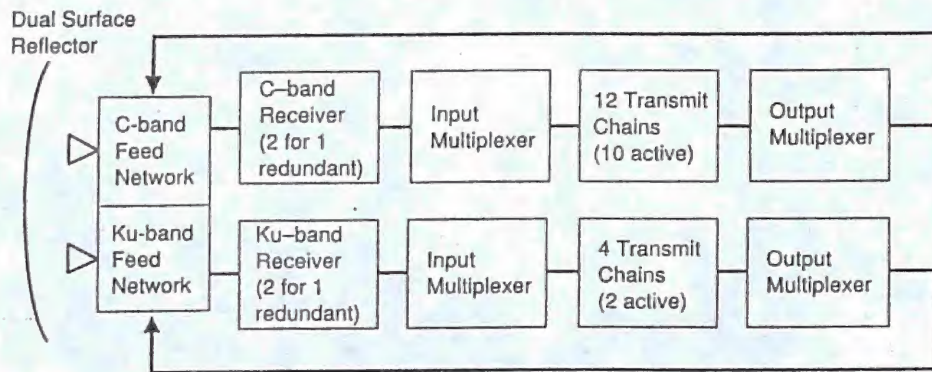 Dual Surface
Reflector
C-band
Feed
Network
C–band
Receiver
(2 for 1
redundant)
Input
Multiplexer
12 Transmit
Chains
(10 active)
Output
Multiplexer
Ku-band
Feed
Network
Ku–band
Receiver
(2 for 1
redundant)
Input
Multiplexer
4 Transmit
Chains
(2 active)
Output
Multiplexer